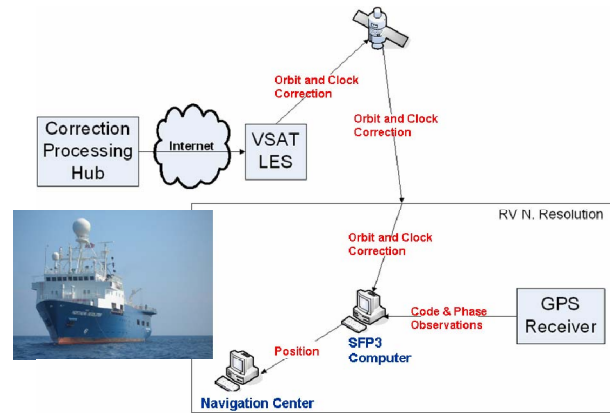 Orbit and Clock
Correction
Orbit and Clock
Correction
Correction
Processing
Hub
Internet
VSAT
LES
RV N. Resolution
Orbit and Clock
Correction
Code & Phase
Observations
GPS
Receiver
SFP3
Computer
Position
Navigation Center